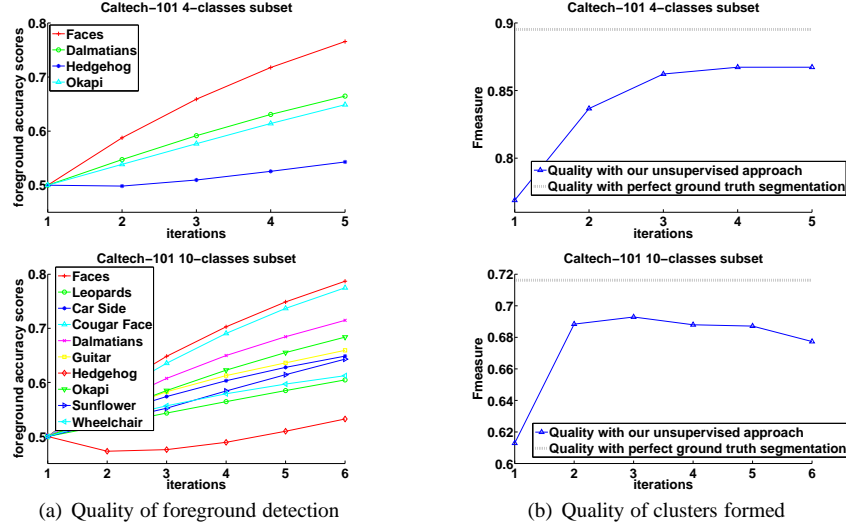 Caltech−101 4−classes subset
0.8
0.7
0.6
0.5
foreground accuracy scores
Faces
Dalmatians
Hedgehog
Okapi
1 2 3 4 5
iterations
Caltech−101 4−classes subset
0.9
0.85
0.8
Fmeasure
Quality with our unsupervised approach
Quality with perfect ground truth segmentation
1 2 3 4 5
iterations
Caltech−101 10−classes subset
0.8
0.7
0.6
0.5
foreground accuracy scores
Faces
Leopards
Car Side
Cougar Face
Dalmatians
Guitar
Hedgehog
Okapi
Sunflower
Wheelchair
1 2 3 4 5 6
iterations
Caltech−101 10−classes subset
0.72
0.7
0.68
0.66
0.64
0.62
0.6
Fmeasure
Quality with our unsupervised approach
Quality with perfect ground truth segmentation
1 2 3 4 5 6
iterations
(a) Quality of foreground detection
(b) Quality of clusters formed